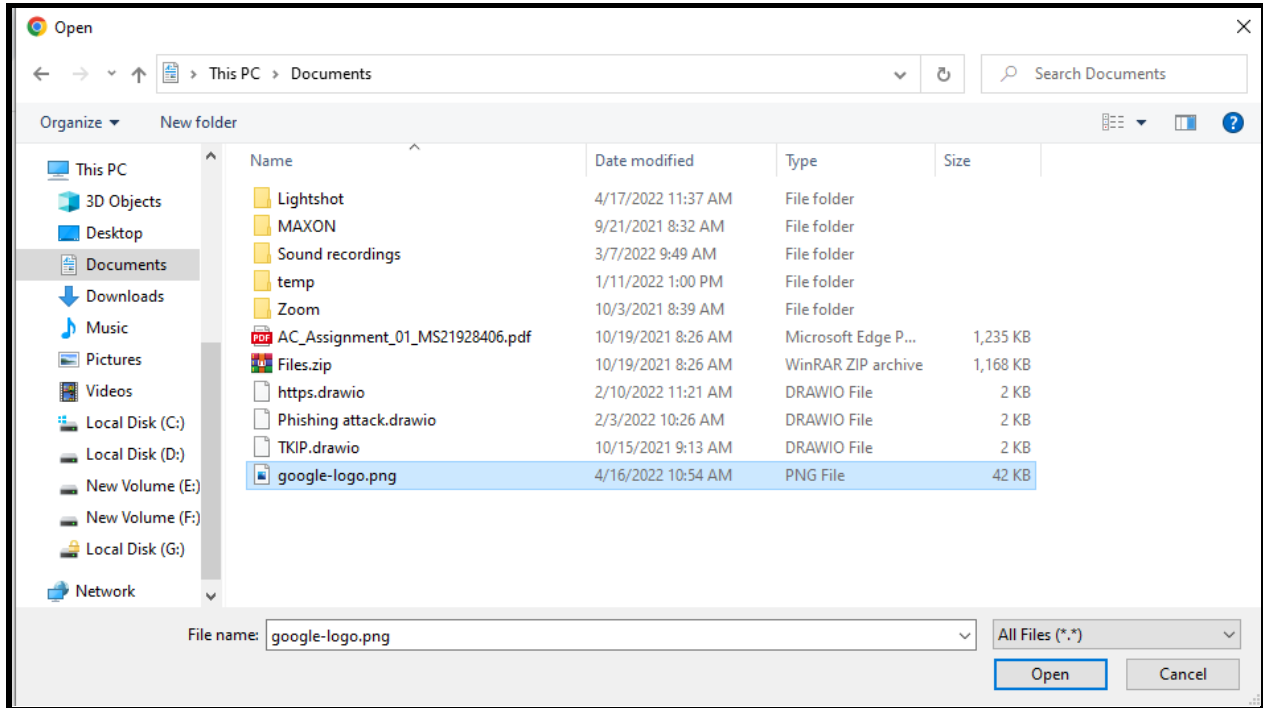 Open
This PC > Documents
Search Documents
Organize
New folder
This PC
3D Objects
Desktop
Documents
Downloads
Music
Pictures
Videos
Local Disk (C:)
Local Disk (D:)
New Volume (E:)
New Volume (F:)
Local Disk (G:)
Network
Name Date modified Type Size
Lightshot 4/17/2022 11:37 AM File folder
MAXON 9/21/2021 8:32 AM File folder
Sound recordings 3/7/2022 9:49 AM File folder
temp 1/11/2022 1:00 PM File folder
Zoom 10/3/2021 8:39 AM File folder
PDF AC_Assignment_01_MS21928406.pdf 10/19/2021 8:26 AM Microsoft Edge P... 1,235 KB
Files.zip 10/19/2021 8:26 AM WinRAR ZIP archive 1,168 KB
https.drawio 2/10/2022 11:21 AM DRAWIO File 2 KB
Phishing attack.drawio 2/3/2022 10:26 AM DRAWIO File 2 KB
TKIP.drawio 10/15/2021 9:13 AM DRAWIO File 2 KB
google-logo.png 4/16/2022 10:54 AM PNG File 42 KB
File name: google-logo.png All Files (*.*)
Open Cancel